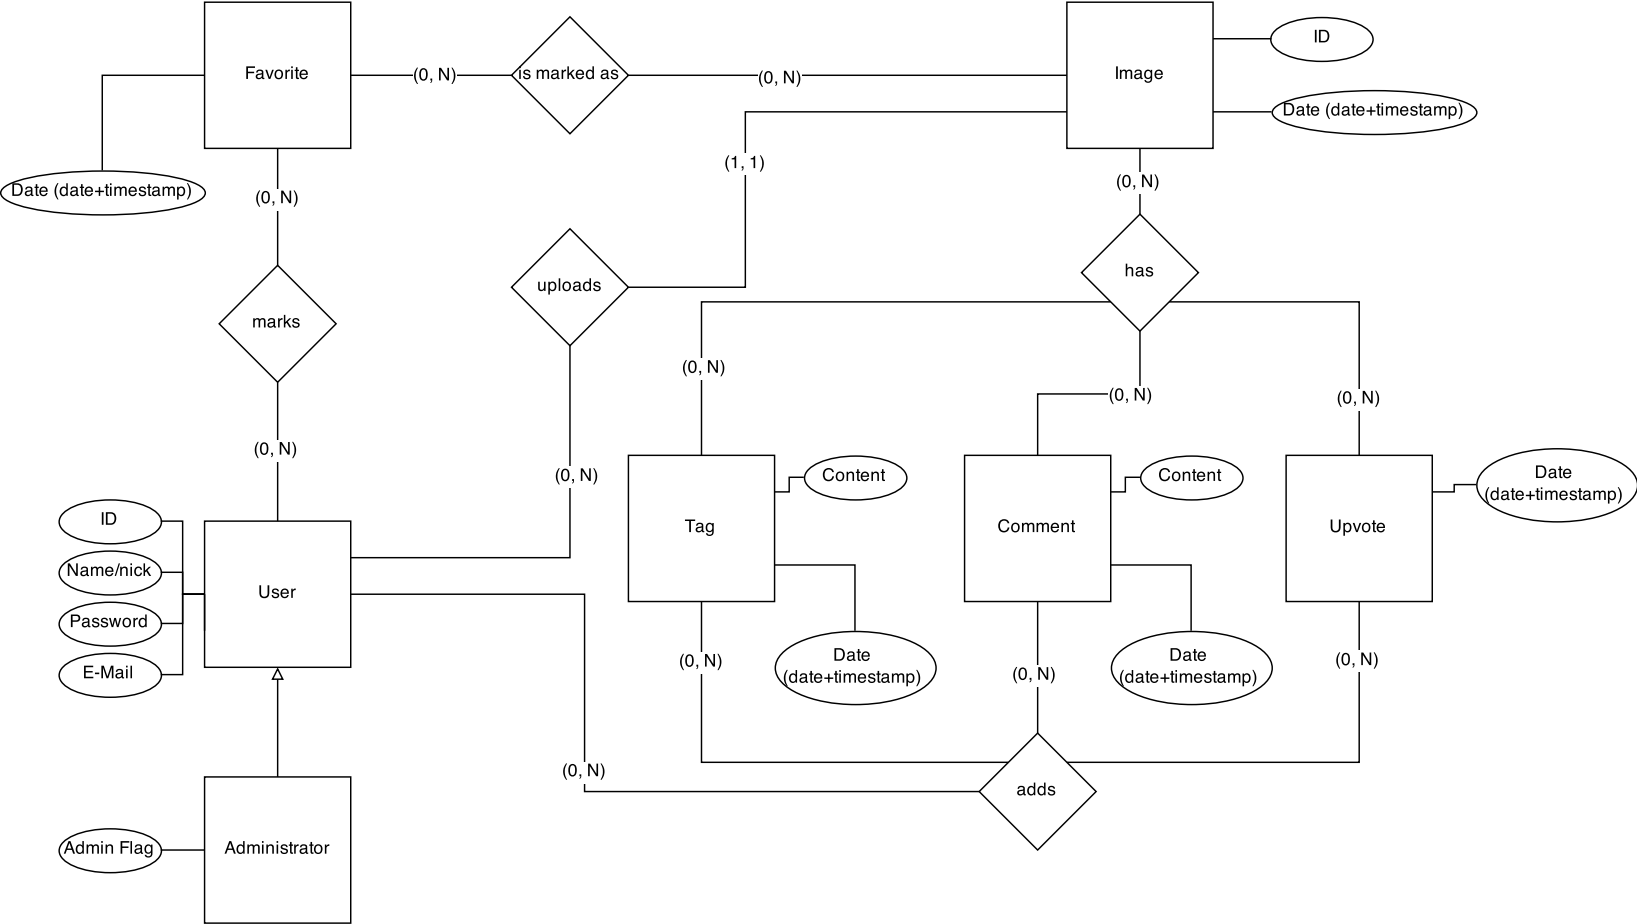 Favorite
(0, N)
is marked as
(0, N)
Image
ID
Date (date+timestamp)
(1, 1)
(0, N)
Date (date+timestamp)
(0, N)
marks
uploads
has
(0, N)
(0, N)
(0, N)
(0, N)
(0, N)
ID
Name/nick
Password
E-Mail
User
Tag
Content
Comment
Content
Upvote
Date
(date+timestamp)
(0, N)
Date
(date+timestamp)
(0, N)
Date
(date+timestamp)
(0, N)
(0, N)
adds
Admin Flag
Administrator